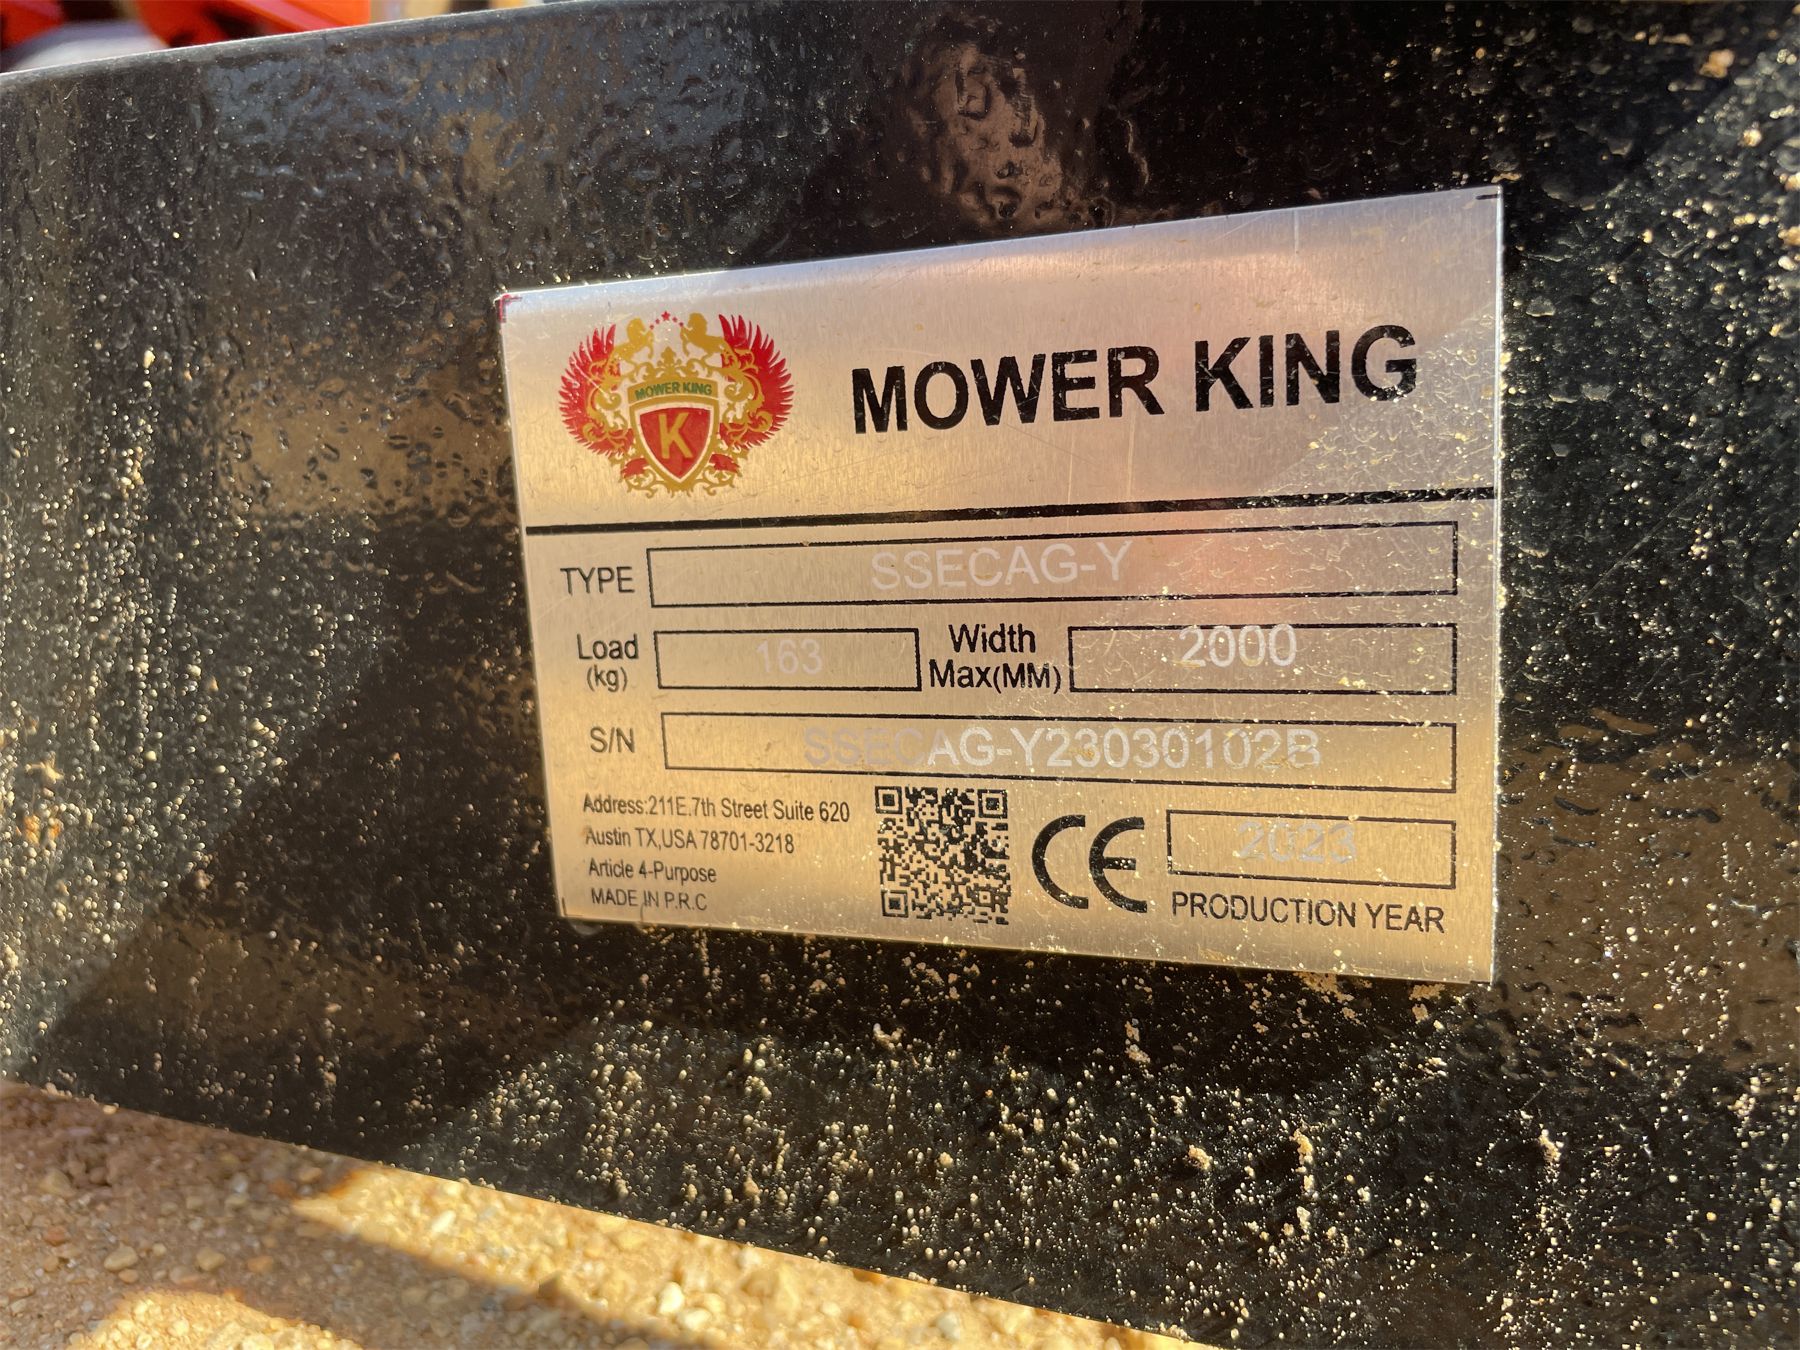 MOWER KING
K
MOWER KING
TYPE SSECAG-Y
Load (kg) 163 Width Max(MM) 2000
S/N SSECAG-Y23030102B
Address:211E.7th Street Suite 620
Austin TX,USA 78701-3218
Article 4-Purpose
MADE IN P.R.C
CE
2023
PRODUCTION YEAR